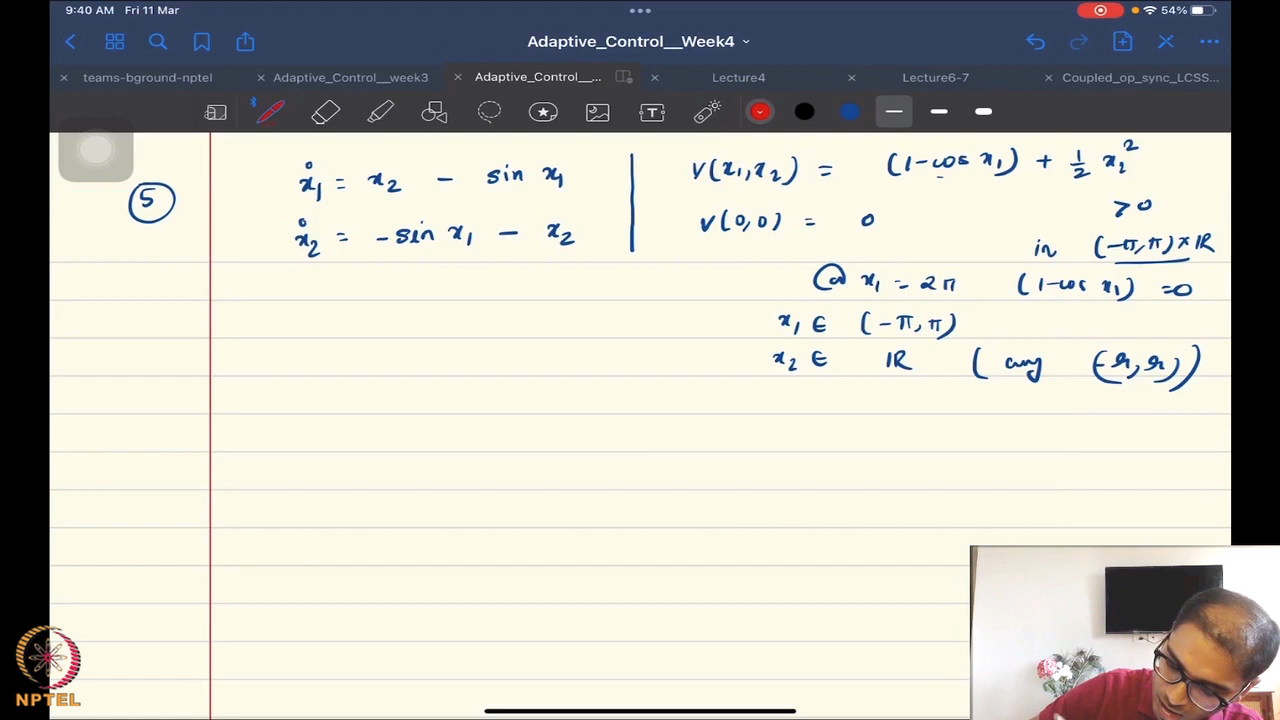 9:40 AM Fri 11 Mar
54%
Adaptive_Control__Week4
teams-bground-nptel
Adaptive_Control__week3
Adaptive_Control__...
Lecture4
Lecture6-7
Coupled_op_sync_LCSS...
5
ẋ₁ = x₂ - sin x₁
ẋ₂ = -sin x₁ - x₂
V(x₁,x₂) = (1-cos x₁) + ½ x₂²
V(0,0) = 0
> 0
in (-π,π) × ℝ
@ x₁ = 2π (1-cos x₁) = 0
x₁ ∈ (-π,π)
x₂ ∈ ℝ ( any (-r,r) )
NPTEL